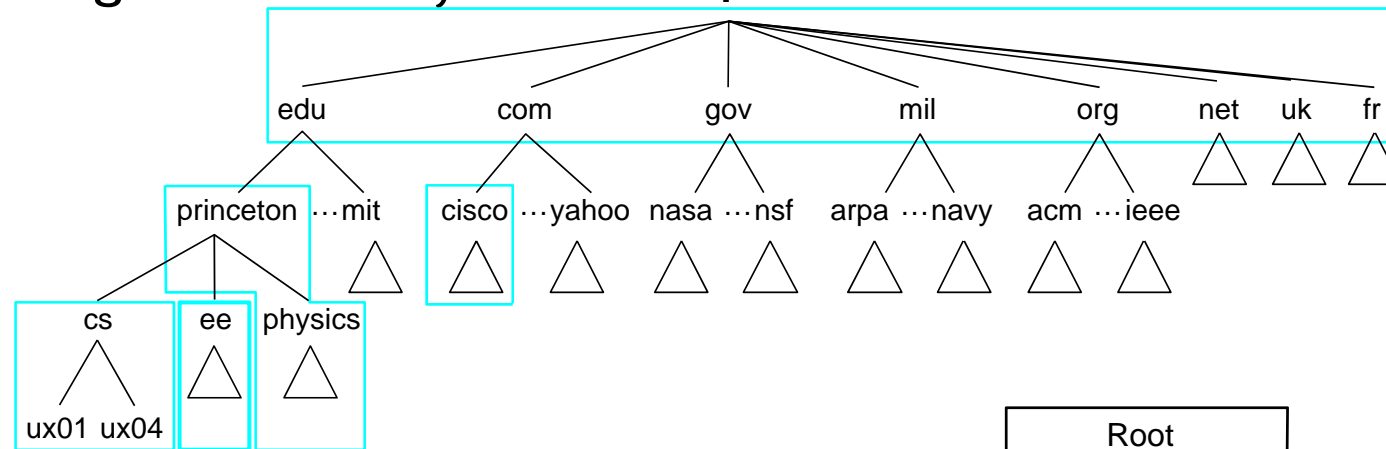 edu com gov mil org net uk fr
princeton ...mit cisco ...yahoo nasa ...nsf arpa ...navy acm ...ieee
cs ee physics
ux01 ux04
Root